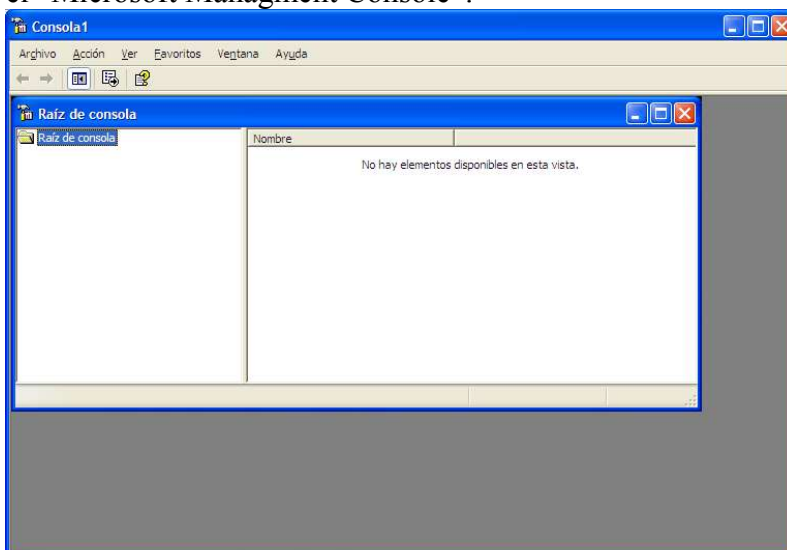 el "Microsoft Managment Console".
Consola1
Archivo Acción Ver Favoritos Ventana Ayuda
Raíz de consola
Raíz de consola
Nombre
No hay elementos disponibles en esta vista.